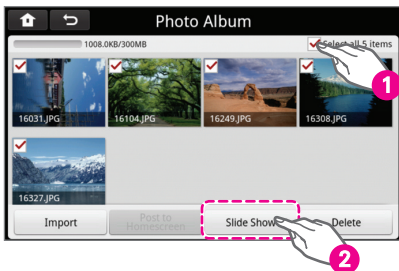 Photo Album
1008.0KB/300MB
Select all 5 items
1
16031.JPG
16104.JPG
16249.JPG
16308.JPG
16327.JPG
Import
Post to
Homescreen
Slide Show
Delete
2